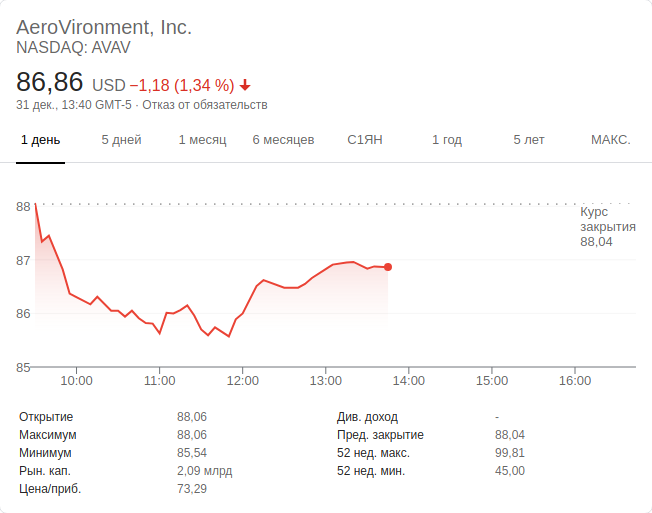 AeroVironment, Inc.
NASDAQ: AVAV
86,86 USD −1,18 (1,34 %)
31 дек., 13:40 GMT-5 · Отказ от обязательств
1 день 5 дней 1 месяц 6 месяцев С1ЯН 1 год 5 лет МАКС.
88
Курс
закрытия
88,04
87
86
85
10:00 11:00 12:00 13:00 14:00 15:00 16:00
Открытие 88,06 Див. доход -
Максимум 88,06 Пред. закрытие 88,04
Минимум 85,54 52 нед. макс. 99,81
Рын. кап. 2,09 млрд 52 нед. мин. 45,00
Цена/приб. 73,29